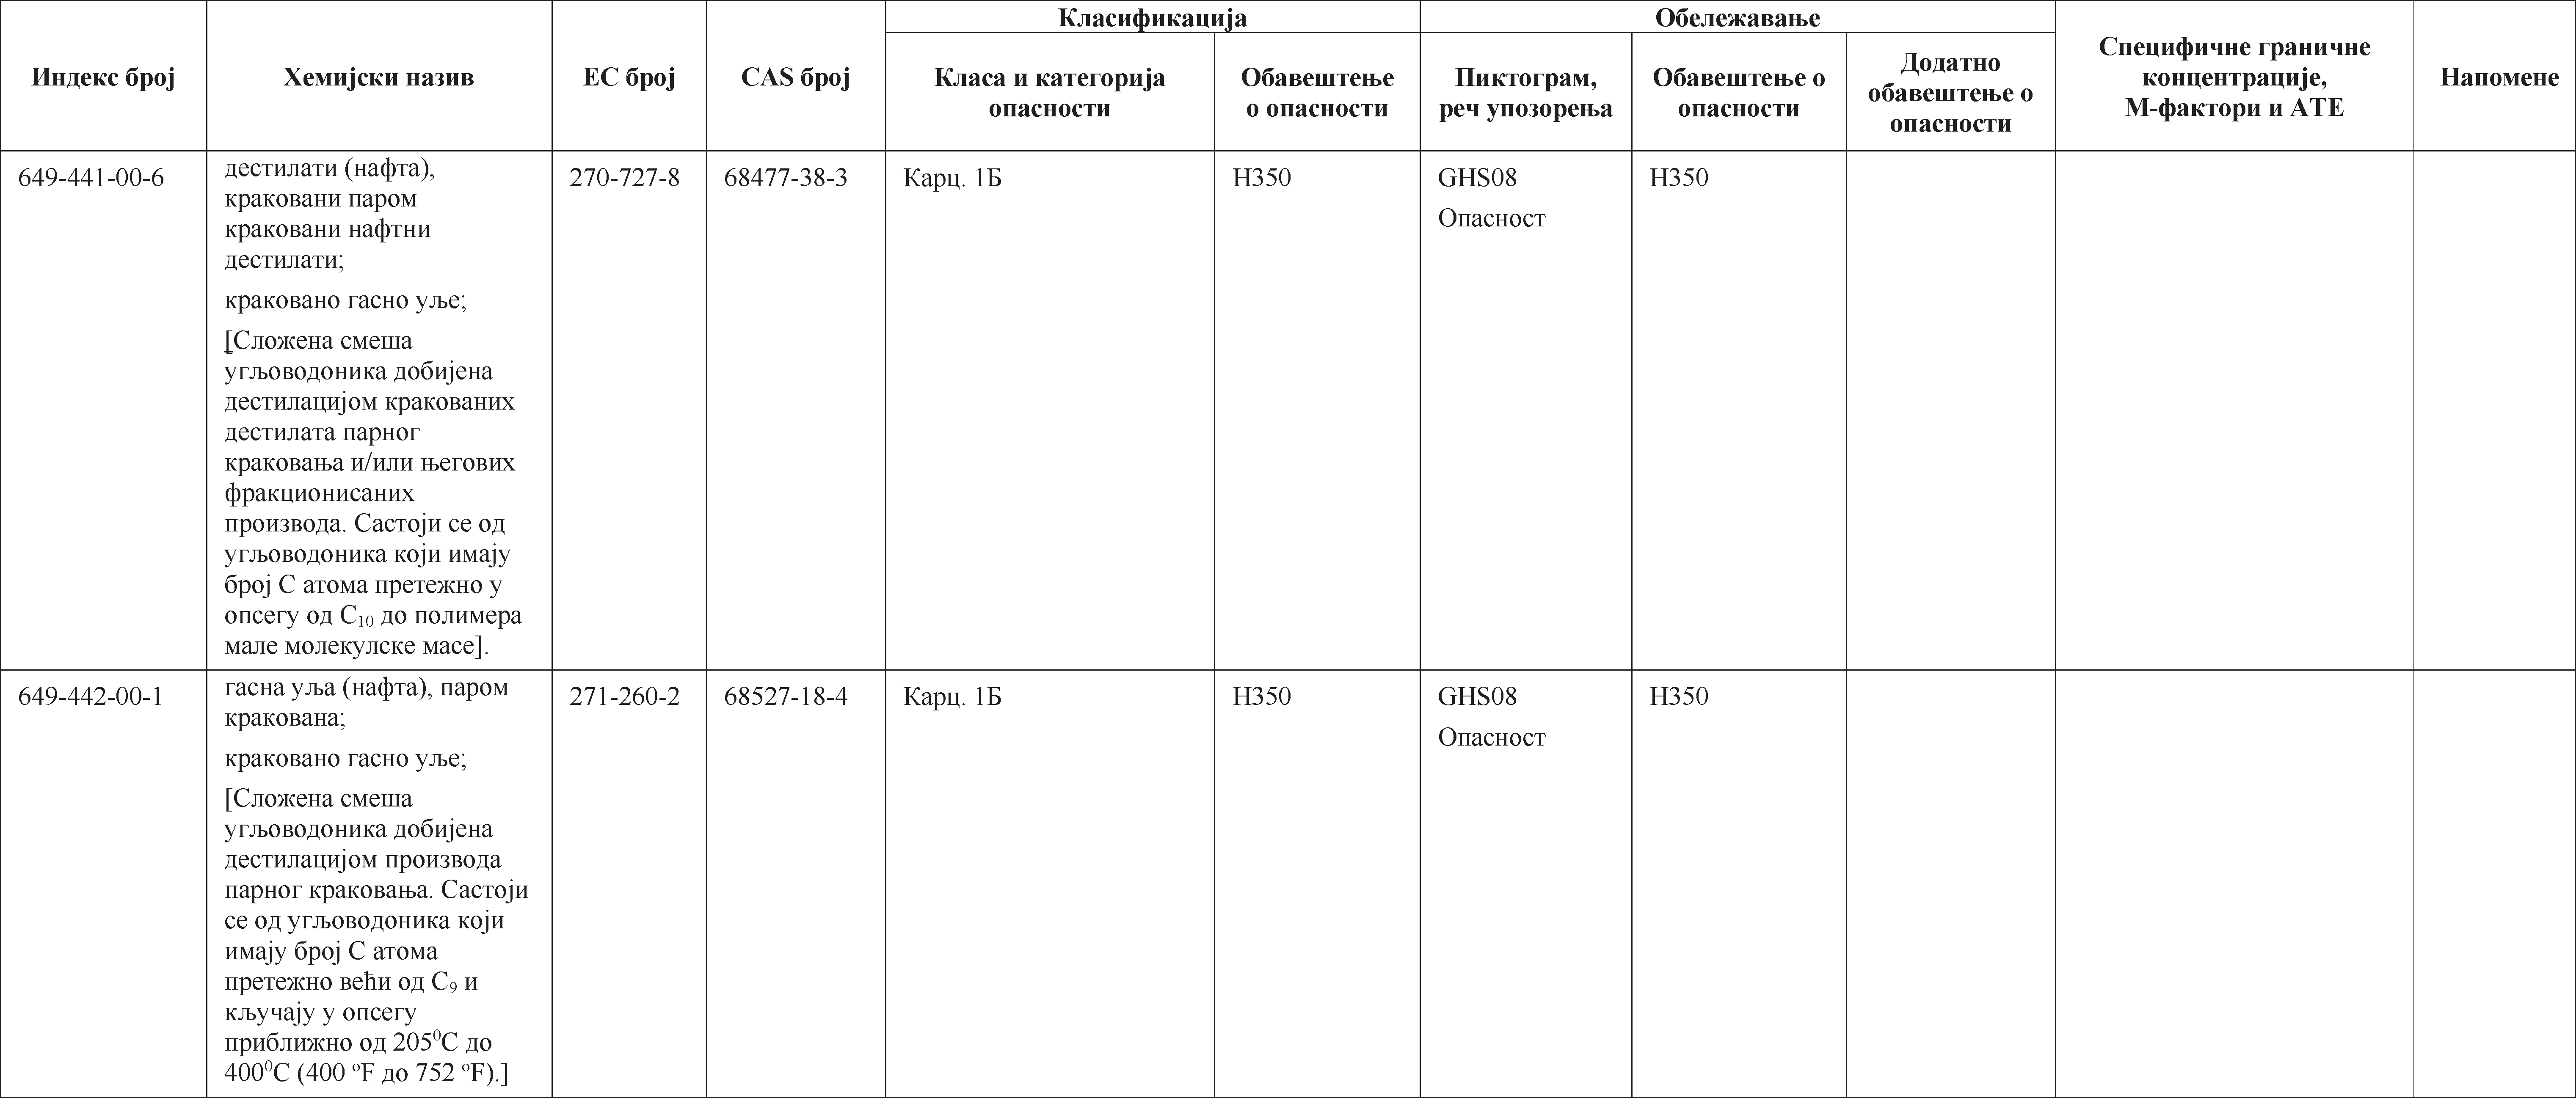 Класификација
Обележавање
Индекс број
Хемијски назив
ЕС број
CAS број
Класа и категорија
опасности
Обавештење
о опасности
Пиктограм,
реч упозорења
Обавештење о
опасности
Додатно
обавештење о
опасности
Специфичне граничне
концентрације,
М-фактори и АТЕ
Напомене
649-441-00-6
дестилати (нафта),
краковани паром
краковани нафтни
дестилати;
краковано гасно уље;
[Сложена смеша
угљоводоника добијена
дестилацијом кракованих
дестилата парног
краковања и/или његових
фракционисаних
производа. Састоји се од
угљоводоника који имају
број C атома претежно у
опсегу од C₁₀ до полимера
мале молекулске масе].
270-727-8
68477-38-3
Карц. 1Б
H350
GHS08
Опасност
H350
649-442-00-1
гасна уља (нафта), паром
кракована;
краковано гасно уље;
[Сложена смеша
угљоводоника добијена
дестилацијом производа
парног краковања. Састоји
се од угљоводоника који
имају број C атома
претежно већи од C₉ и
кључају у опсегу
приближно од 205⁰C до
400⁰C (400 ºF до 752 ºF).]
271-260-2
68527-18-4
Карц. 1Б
H350
GHS08
Опасност
H350